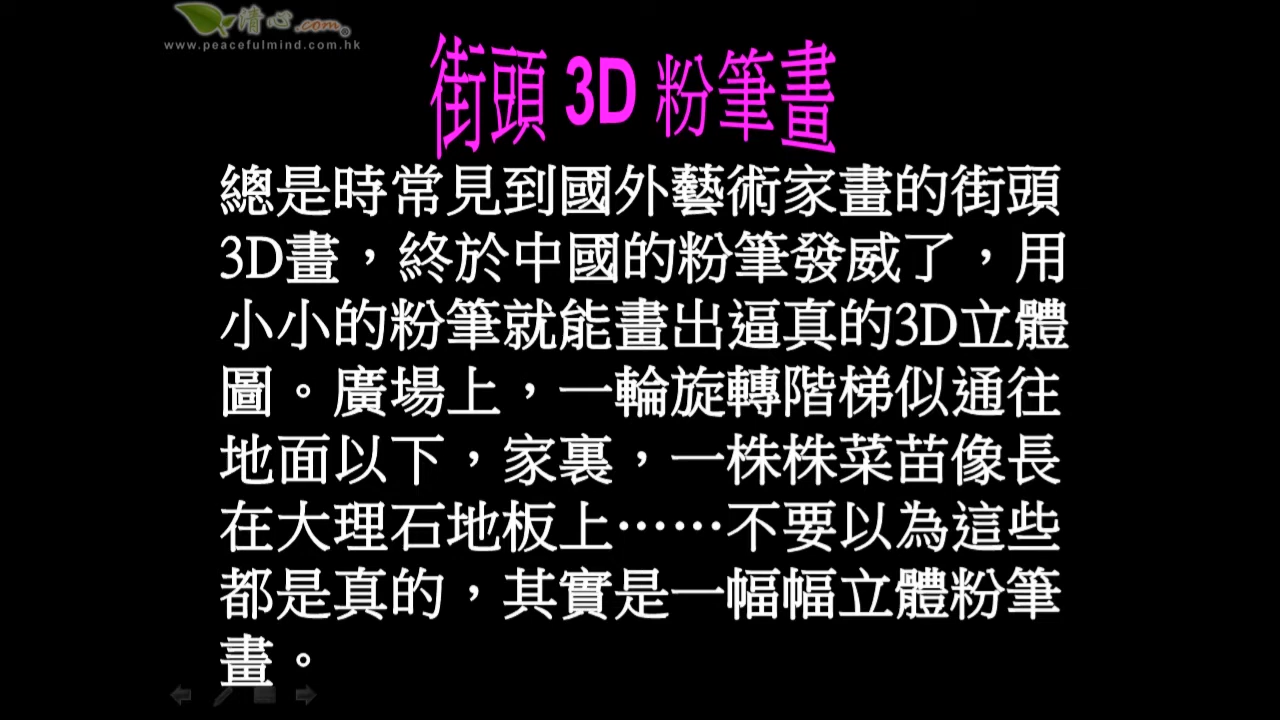 清心.com
www.peacefulmind.com.hk
街頭 3D 粉筆畫
總是時常見到國外藝術家畫的街頭
3D畫，終於中國的粉筆發威了，用
小小的粉筆就能畫出逼真的3D立體
圖。廣場上，一輪旋轉階梯似通往
地面以下，家裏，一株株菜苗像長
在大理石地板上……不要以為這些
都是真的，其實是一幅幅立體粉筆
畫。